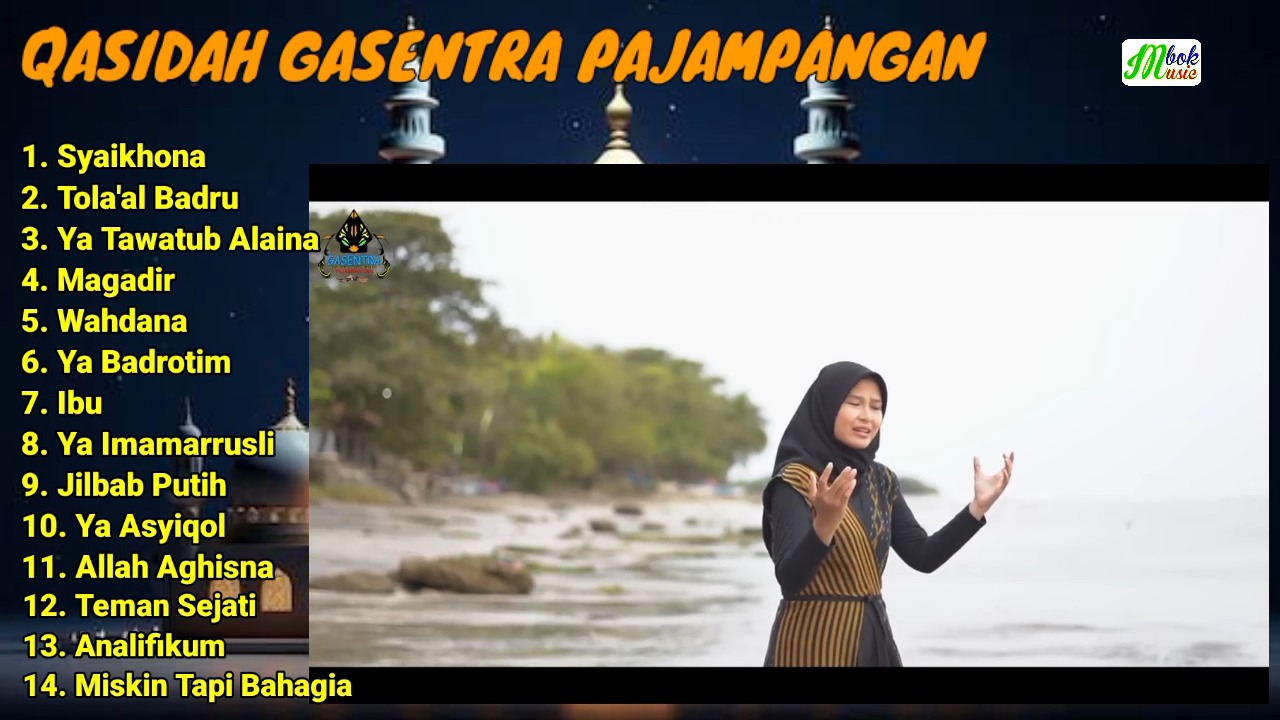 QASIDAH GASENTRA PAJAMPANGAN
Mbok
Music
1. Syaikhona
2. Tola'al Badru
3. Ya Tawatub Alaina
4. Magadir
5. Wahdana
6. Ya Badrotim
7. Ibu
8. Ya Imamarrusli
9. Jilbab Putih
10. Ya Asyiqol
11. Allah Aghisna
12. Teman Sejati
13. Analifikum
14. Miskin Tapi Bahagia
GASENTRA